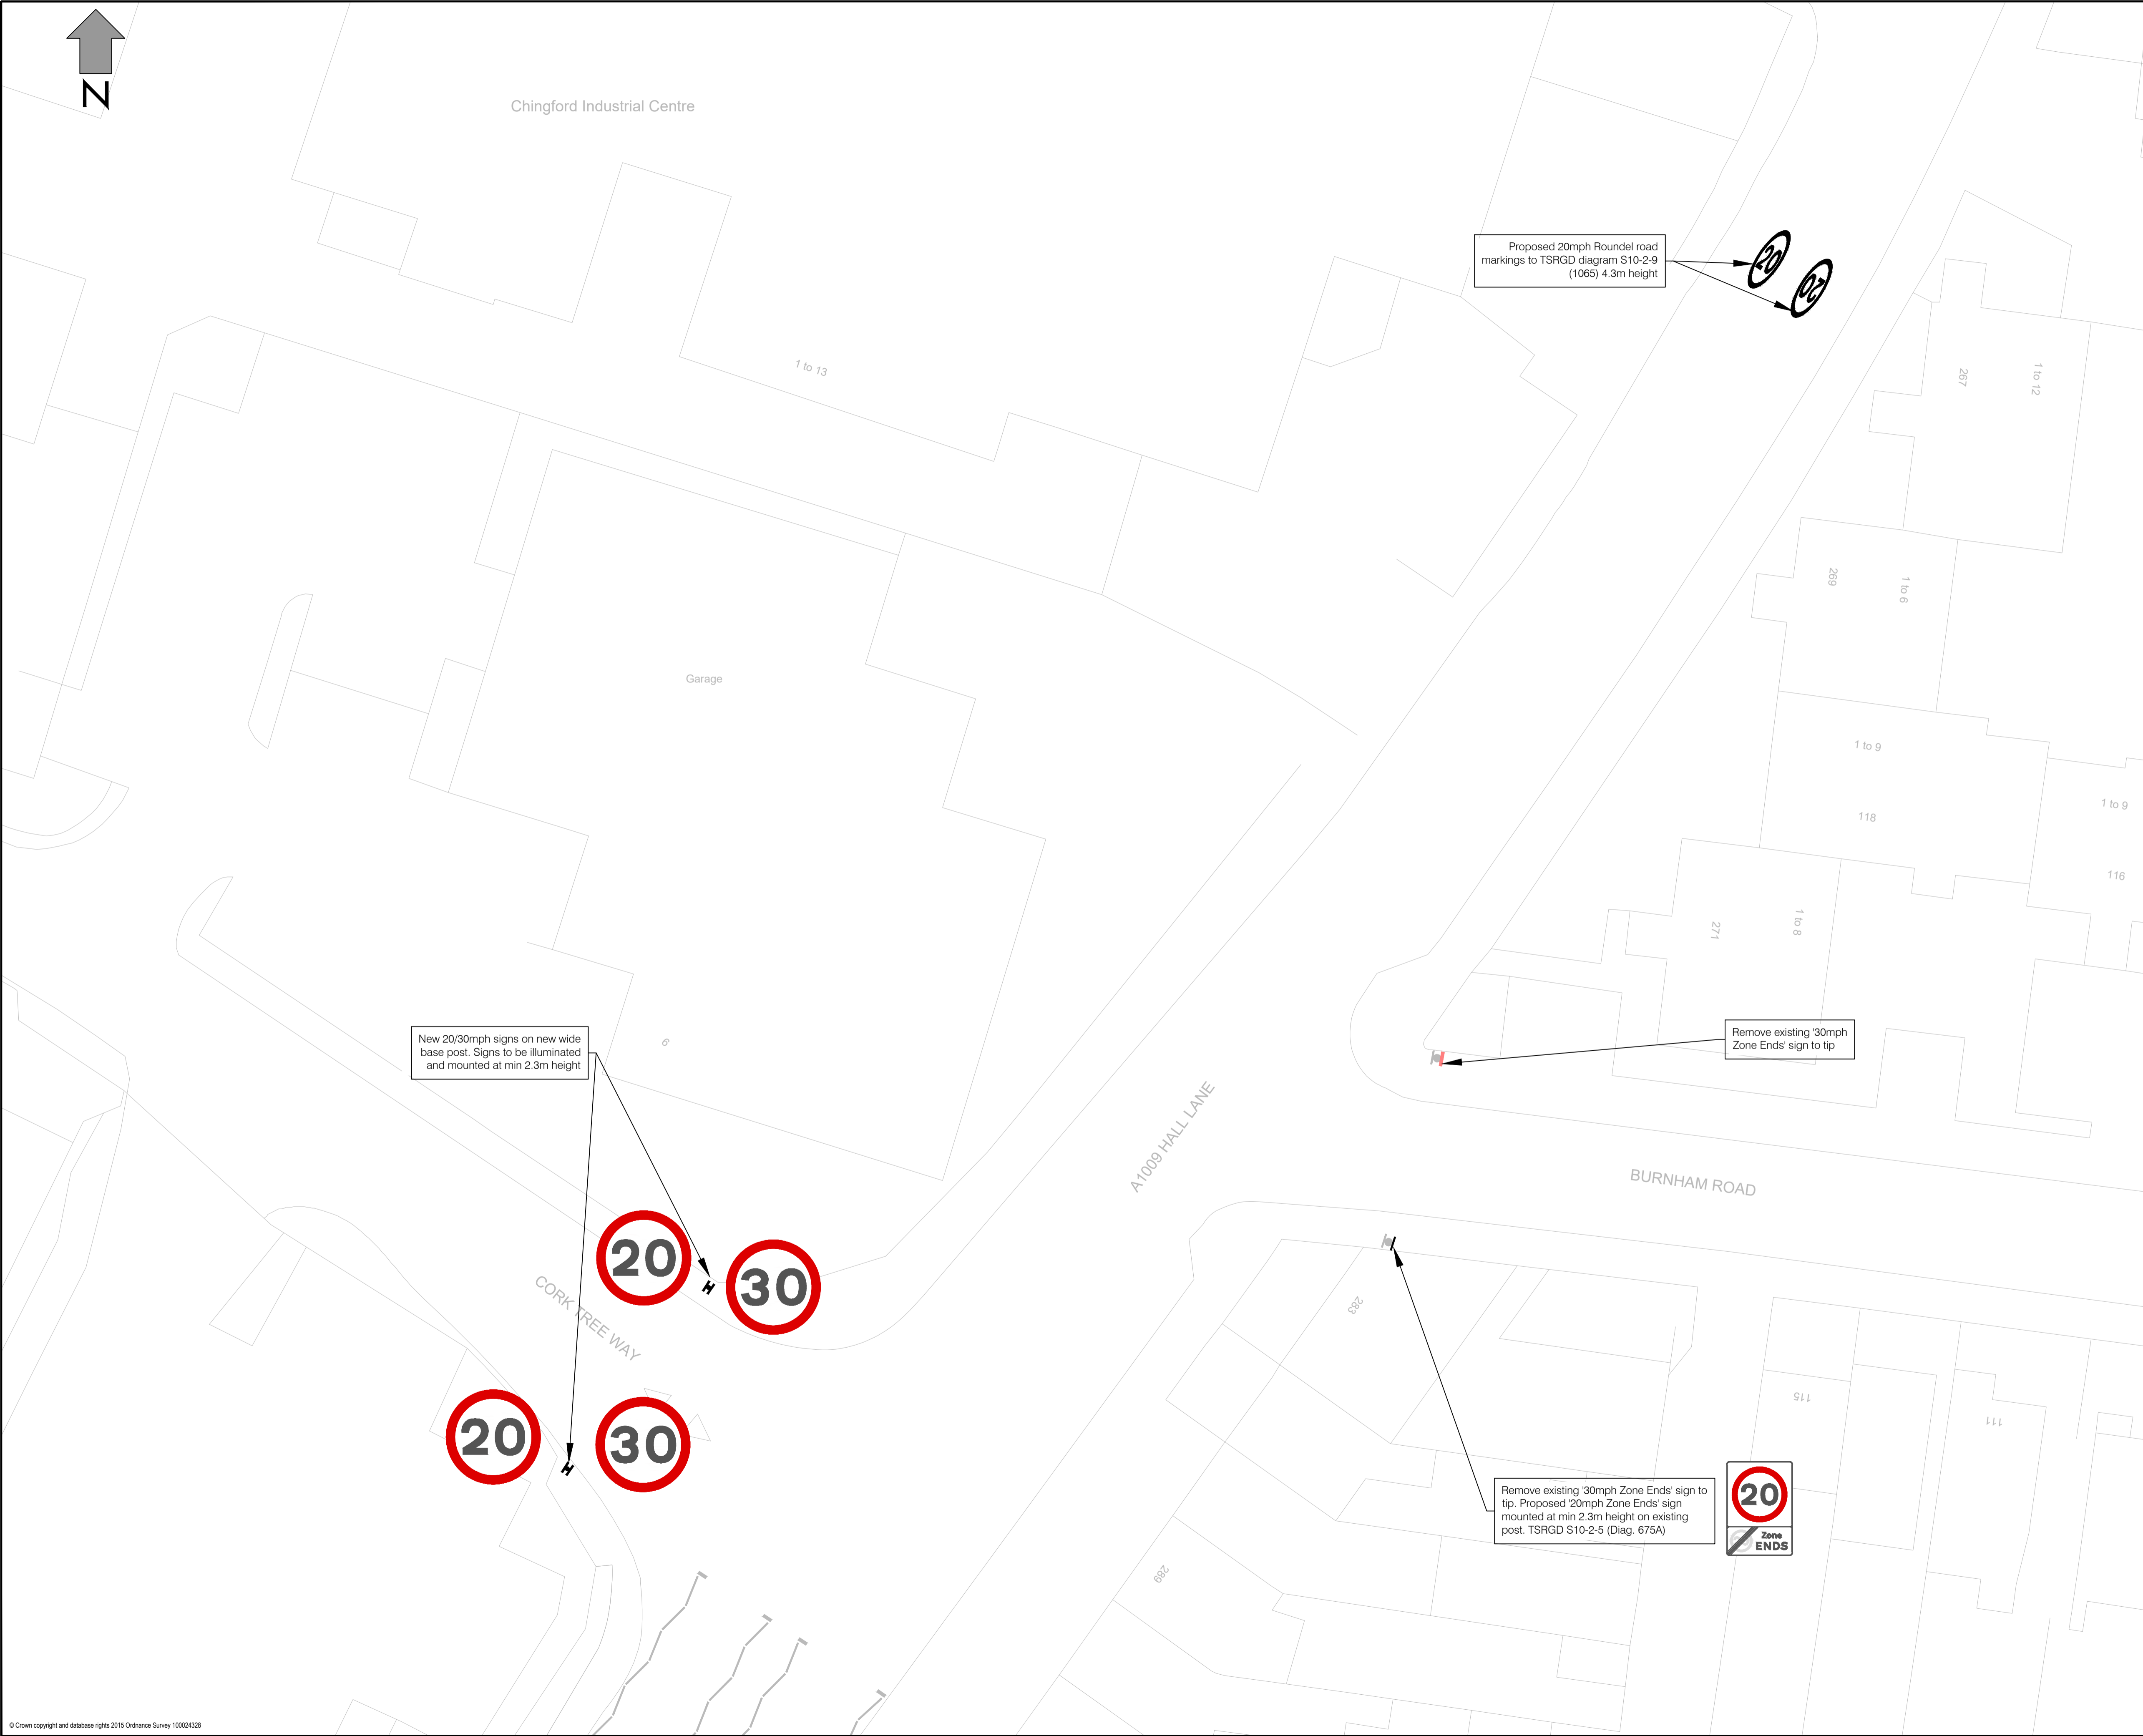 N
Chingford Industrial Centre
Proposed 20mph Roundel road
markings to TSRGD diagram S10-2-9
(1065) 4.3m height
20
20
1 to 13
267
1 to 12
269
1 to 6
Garage
1 to 9
118
1 to 9
116
271
1 to 8
New 20/30mph signs on new wide
base post. Signs to be illuminated
and mounted at min 2.3m height
Remove existing '30mph
Zone Ends' sign to tip
A1009 HALL LANE
BURNHAM ROAD
20
30
CORK TREE WAY
283
115
111
20
30
Remove existing '30mph Zone Ends' sign to
tip. Proposed '20mph Zone Ends' sign
mounted at min 2.3m height on existing
post. TSRGD S10-2-5 (Diag. 675A)
20
Zone
ENDS
289
© Crown copyright and database rights 2015 Ordnance Survey 100024328